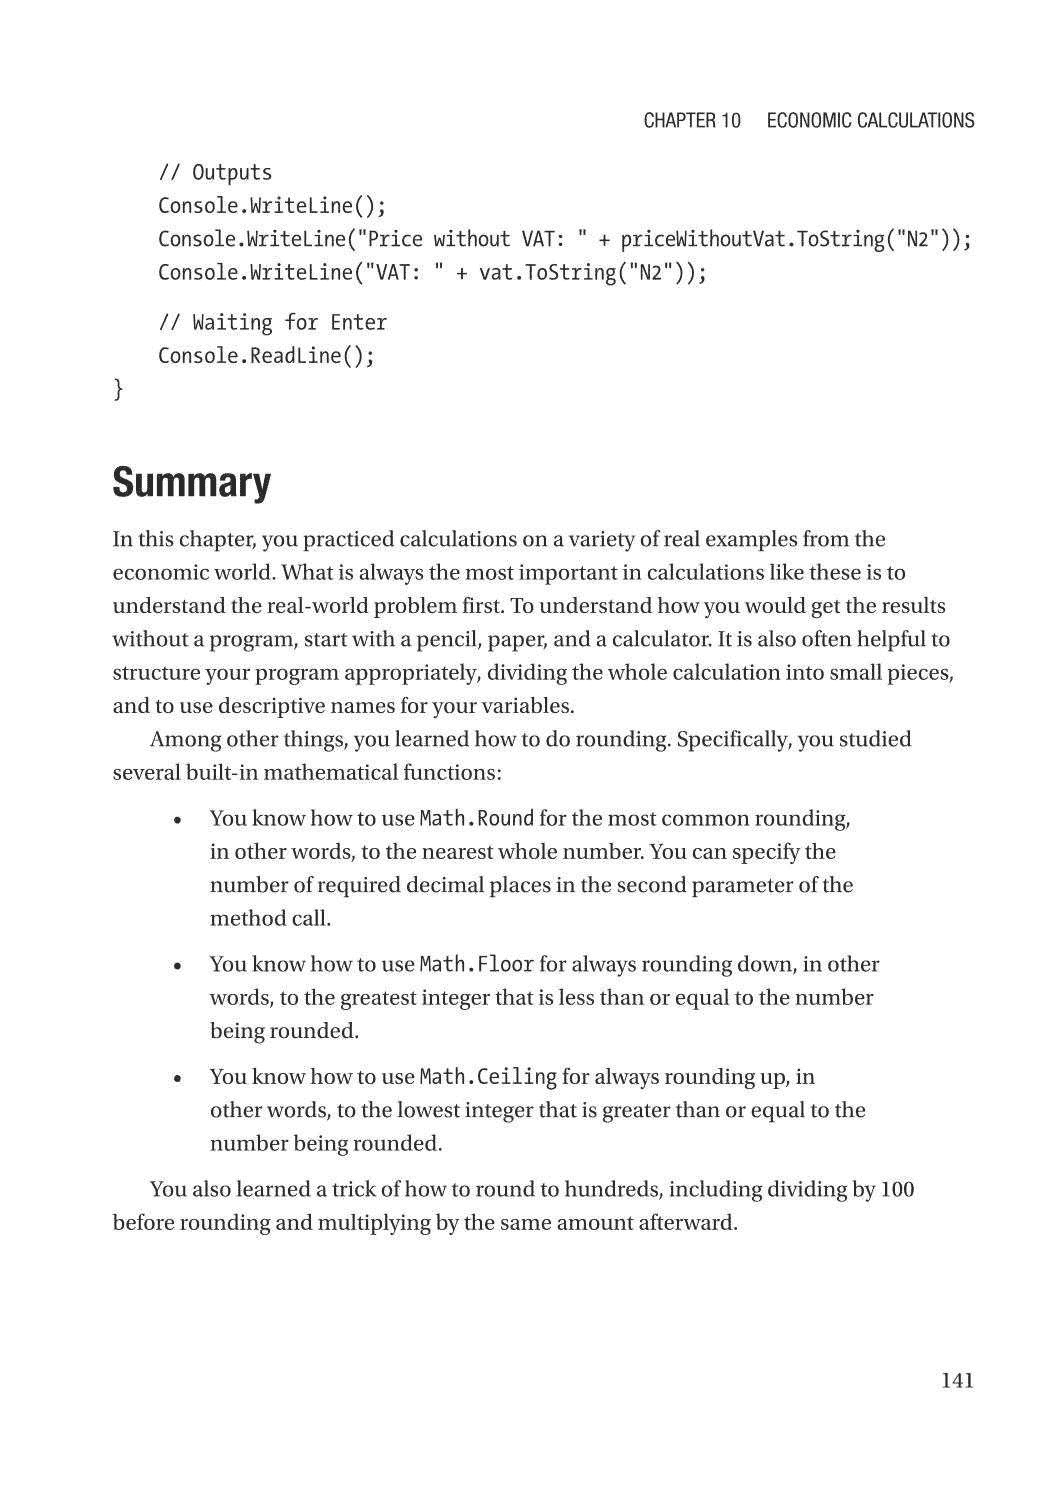 CHAPTER 10 ECONOMIC CALCULATIONS
// Outputs
Console.WriteLine();
Console.WriteLine("Price without VAT: " + priceWithoutVat.ToString("N2"));
Console.WriteLine("VAT: " + vat.ToString("N2"));
// Waiting for Enter
Console.ReadLine();
}
Summary
In this chapter, you practiced calculations on a variety of real examples from the
economic world. What is always the most important in calculations like these is to
understand the real-world problem first. To understand how you would get the results
without a program, start with a pencil, paper, and a calculator. It is also often helpful to
structure your program appropriately, dividing the whole calculation into small pieces,
and to use descriptive names for your variables.
Among other things, you learned how to do rounding. Specifically, you studied
several built-in mathematical functions:
• You know how to use Math.Round for the most common rounding,
in other words, to the nearest whole number. You can specify the
number of required decimal places in the second parameter of the
method call.
• You know how to use Math.Floor for always rounding down, in other
words, to the greatest integer that is less than or equal to the number
being rounded.
• You know how to use Math.Ceiling for always rounding up, in
other words, to the lowest integer that is greater than or equal to the
number being rounded.
You also learned a trick of how to round to hundreds, including dividing by 100
before rounding and multiplying by the same amount afterward.
141